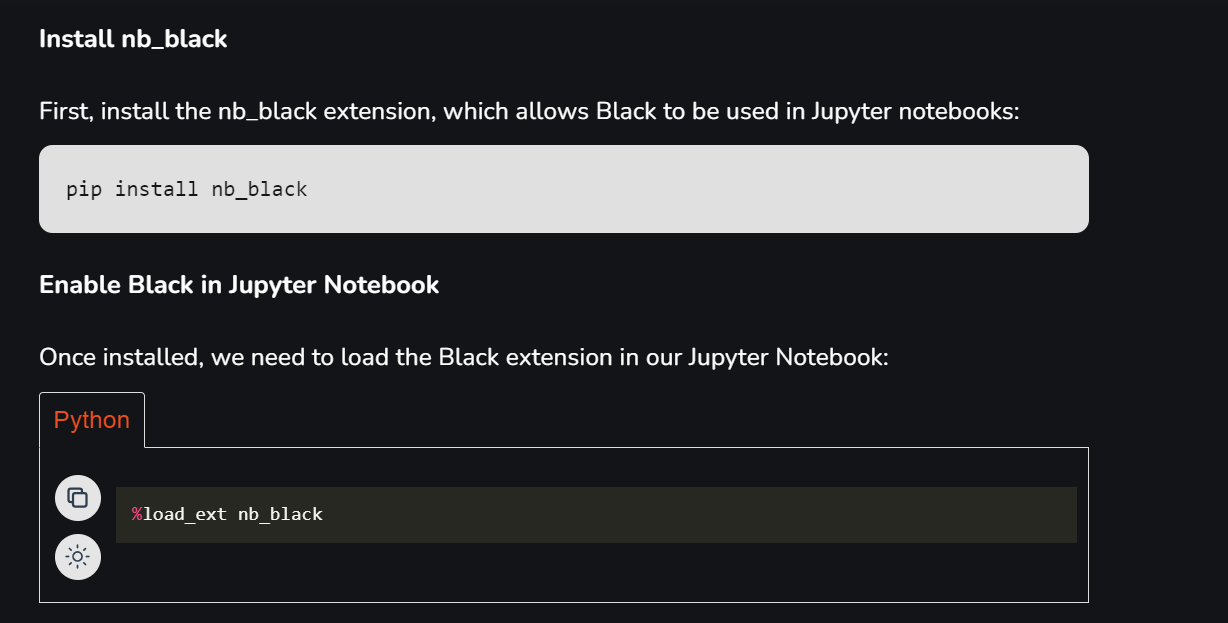 Install nb_black
First, install the nb_black extension, which allows Black to be used in Jupyter notebooks:
pip install nb_black
Enable Black in Jupyter Notebook
Once installed, we need to load the Black extension in our Jupyter Notebook:
Python
%load_ext nb_black